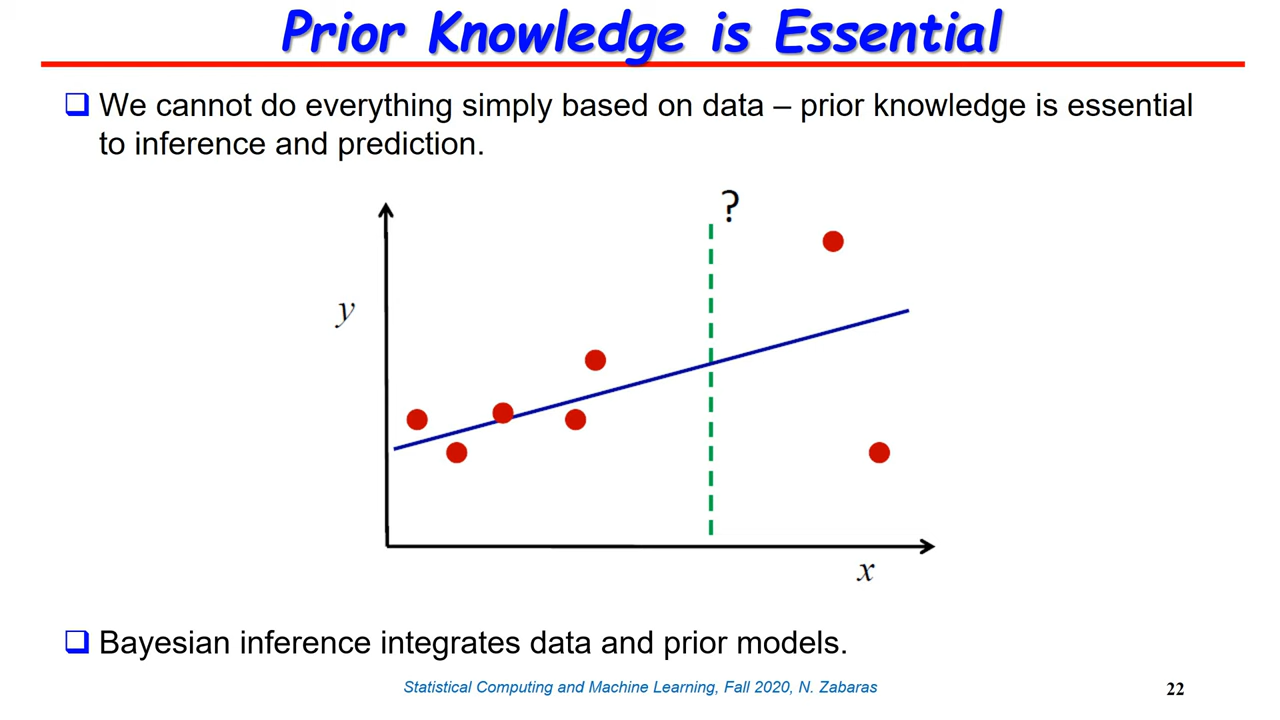 Prior Knowledge is Essential
We cannot do everything simply based on data – prior knowledge is essential
to inference and prediction.
?
y
x
Bayesian inference integrates data and prior models.
Statistical Computing and Machine Learning, Fall 2020, N. Zabaras
22